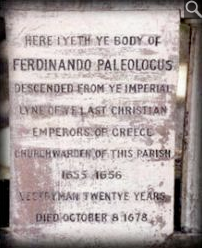 HERE LYETH YE BODY OF
FERDINANDO PALEOLOGUS
DESCENDED FROM YE IMPERIAL
LYNE OF YE LAST CHRISTIAN
EMPERORS OF GREECE
CHURCHWARDEN OF THIS PARISH
1655 1656
VESTRYMAN TWENTYE YEARS
DIED OCTOBER 8 1678